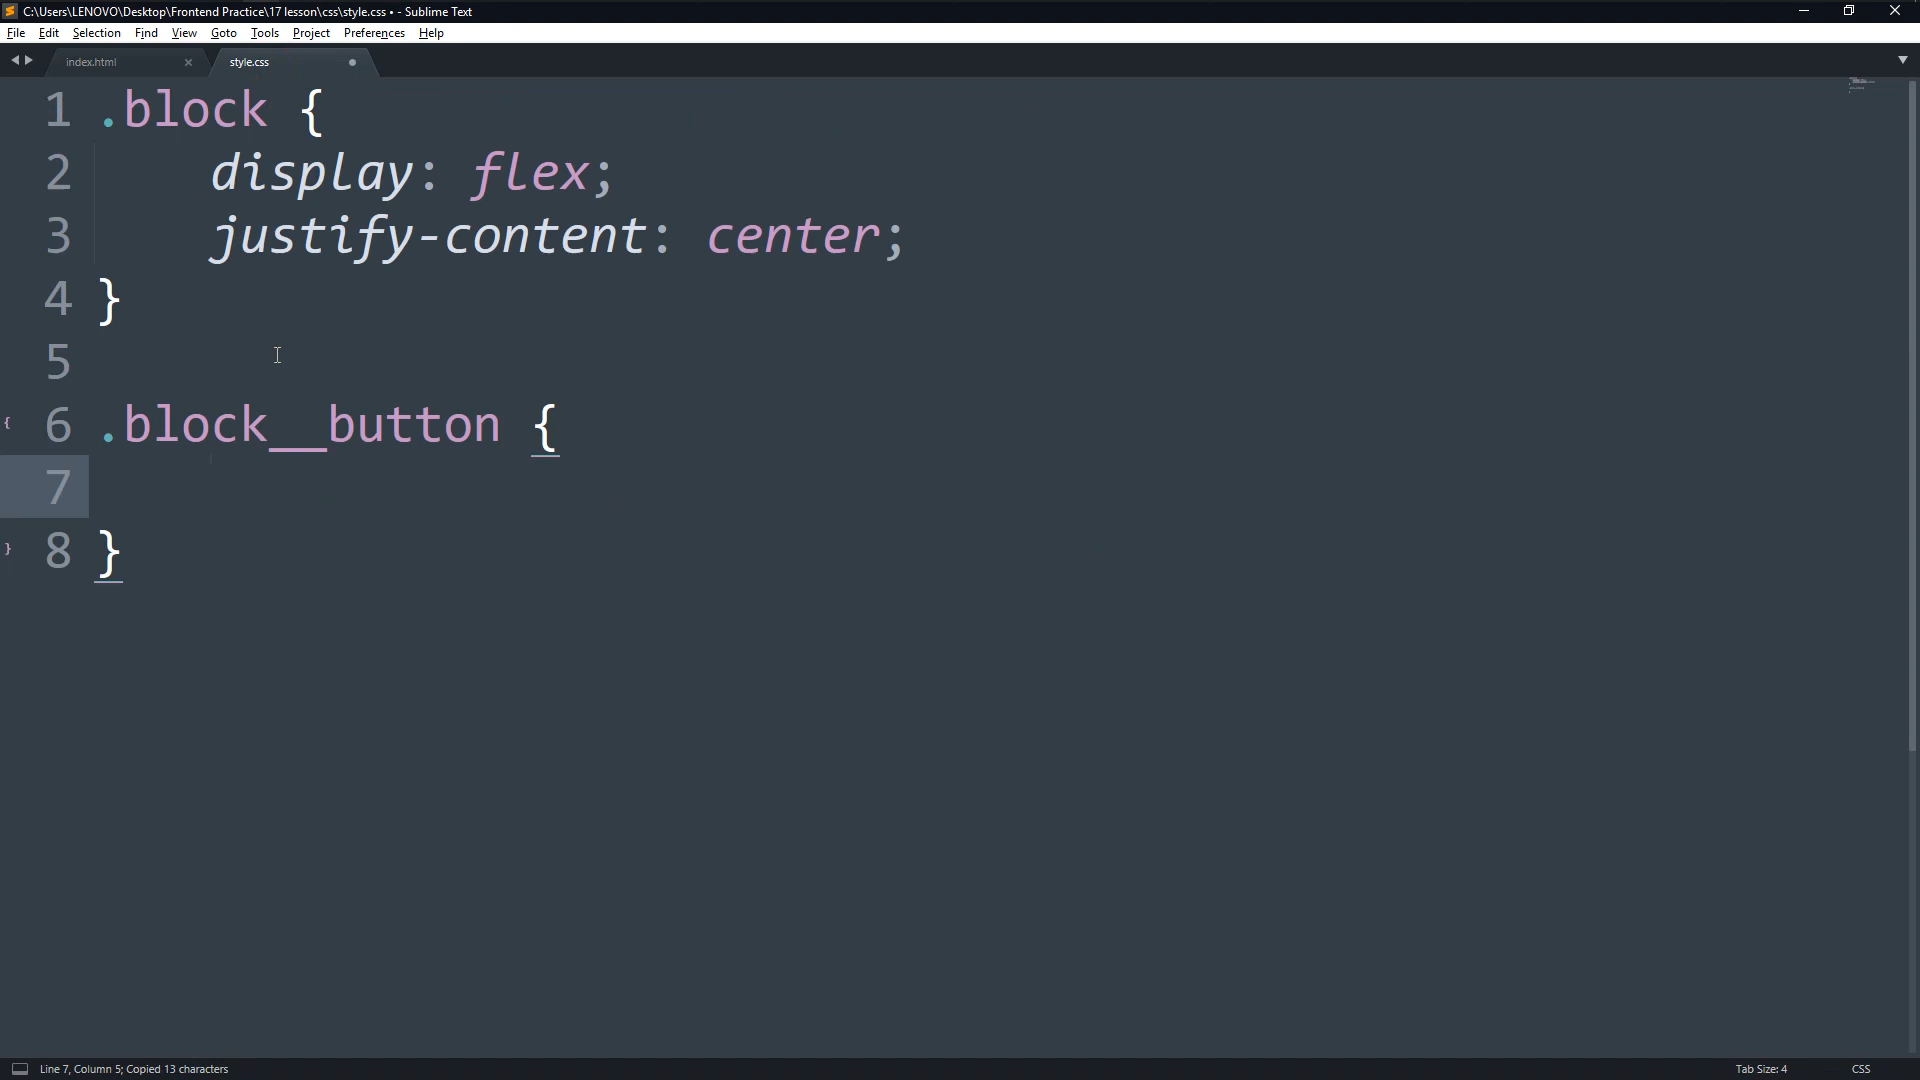 C:\Users\LENOVO\Desktop\Frontend Practice\17 lesson\css\style.css • - Sublime Text
File Edit Selection Find View Goto Tools Project Preferences Help
index.html × style.css
1 .block {
2 display: flex;
3 justify-content: center;
4 }
5
{ 6 .block__button {
7
} 8 }
Line 7, Column 5; Copied 13 characters Tab Size: 4 CSS